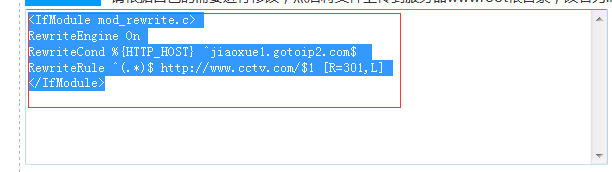 <IfModule mod_rewrite.c>
RewriteEngine On
RewriteCond %{HTTP_HOST} ^jiaoxue1.gotoip2.com$
RewriteRule ^(.*)$ http://www.cctv.com/$1 [R=301,L]
</IfModule>